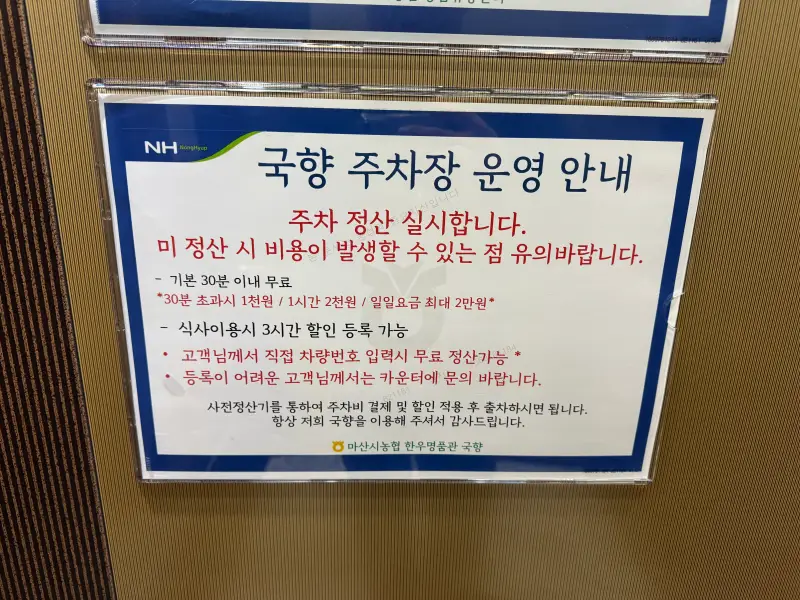 NH
국향 주차장 운영 안내
주차 정산 실시합니다.
미 정산 시 비용이 발생할 수 있는 점 유의바랍니다.
- 기본 30분 이내 무료
*30분 초과시 1천원 / 1시간 2천원 / 일일요금 최대 2만원*
- 식사이용시 3시간 할인 등록 가능
• 고객님께서 직접 차량번호 입력시 무료 정산가능 *
• 등록이 어려운 고객님께서는 카운터에 문의 바랍니다.
사전정산기를 통하여 주차비 결제 및 할인 적용 후 출차하시면 됩니다.
항상 저희 국향을 이용해 주셔서 감사드립니다.
마산시농협 한우명품관 국향